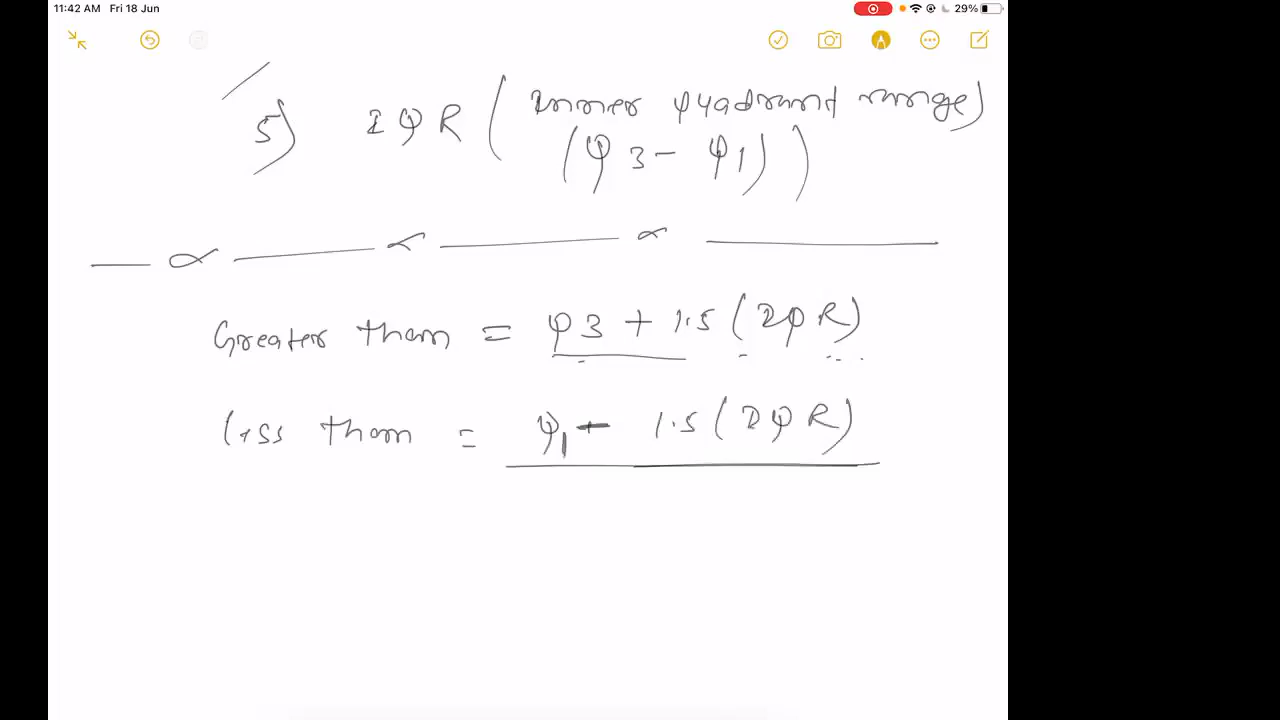 11:42 AM Fri 18 Jun 29%
5) IQR ( Inner quadrant range)
(Q3 - Q1) )
Greater than = Q3 + 1.5 (IQR)
Less than = Q1 - 1.5 (IQR)